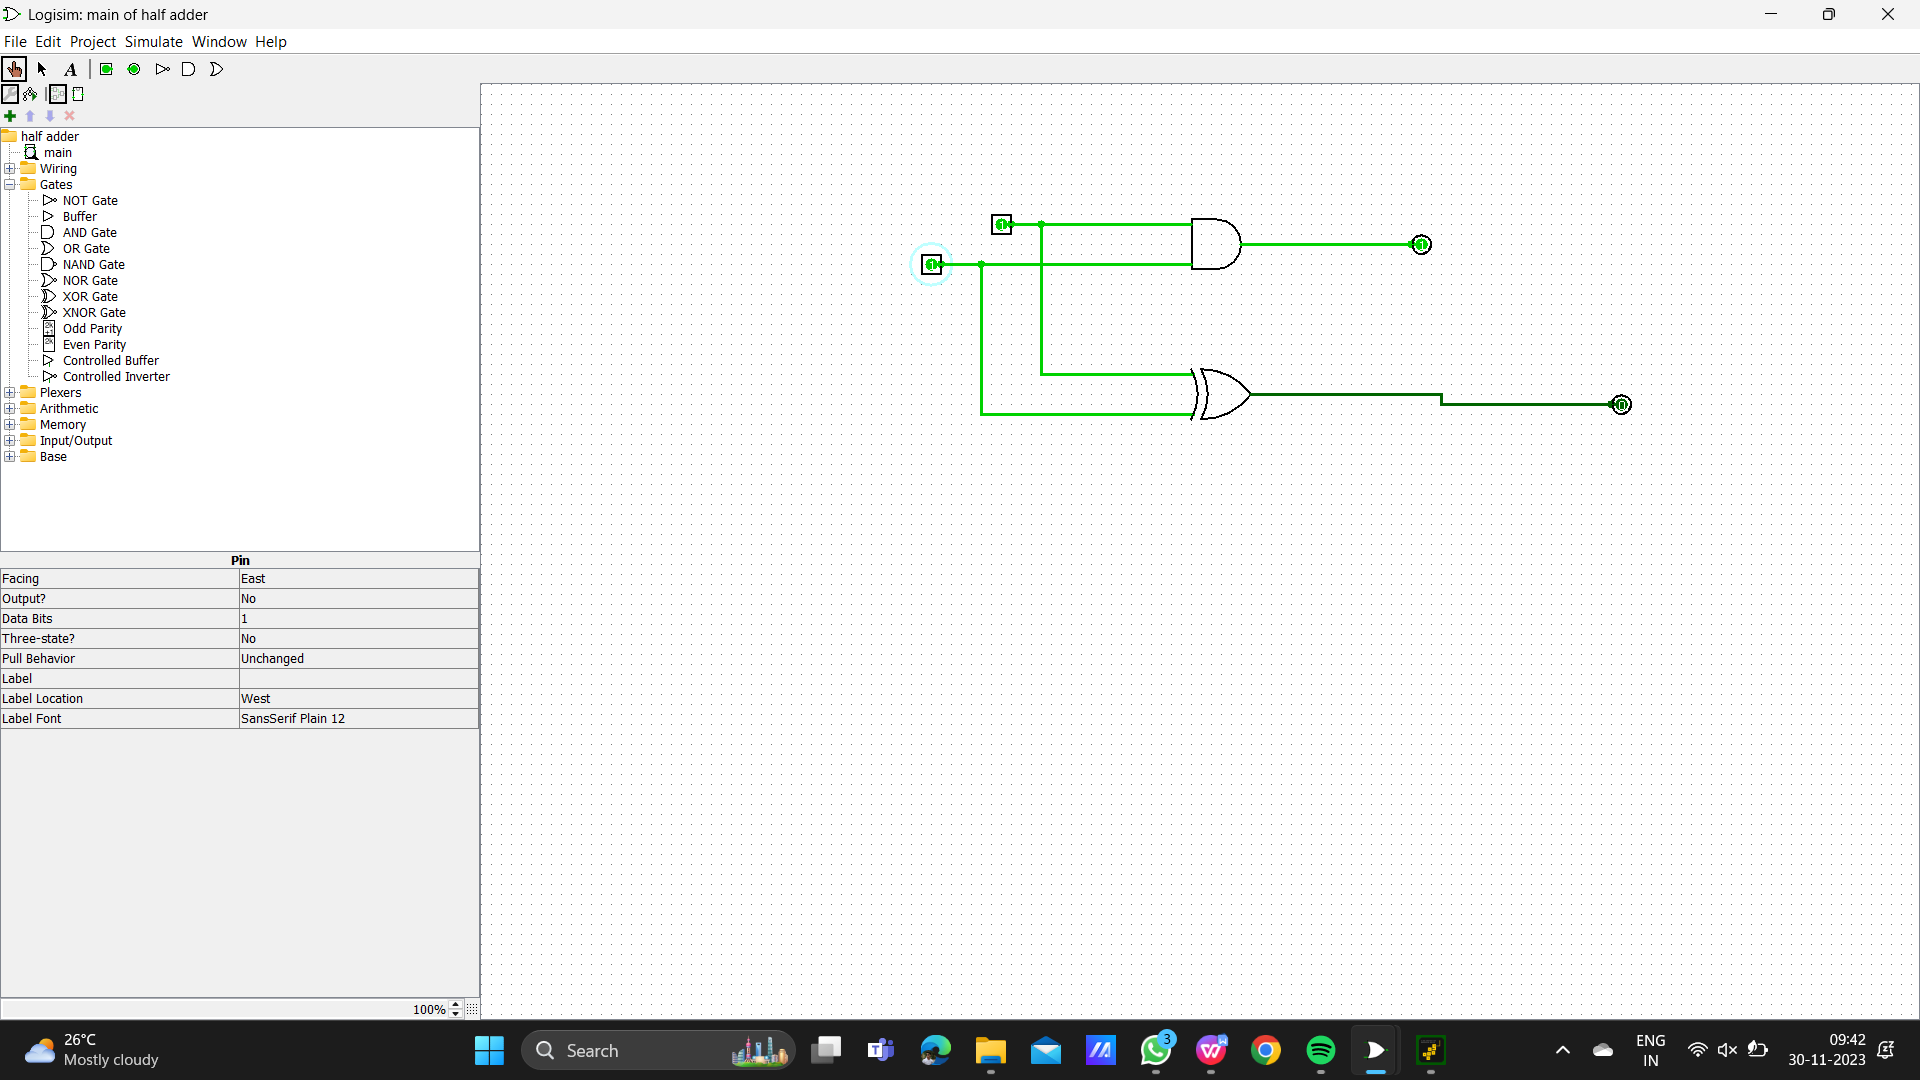 Logisim: main of half adder
File Edit Project Simulate Window Help
A
half adder
main
Wiring
Gates
NOT Gate
Buffer
AND Gate
OR Gate
NAND Gate
NOR Gate
XOR Gate
XNOR Gate
Odd Parity
Even Parity
Controlled Buffer
Controlled Inverter
Plexers
Arithmetic
Memory
Input/Output
Base
1
1
1
0
Pin
Facing East
Output? No
Data Bits 1
Three-state? No
Pull Behavior Unchanged
Label
Label Location West
Label Font SansSerif Plain 12
100%
26°C
Mostly cloudy
Search
3
ENG
IN
09:42
30-11-2023